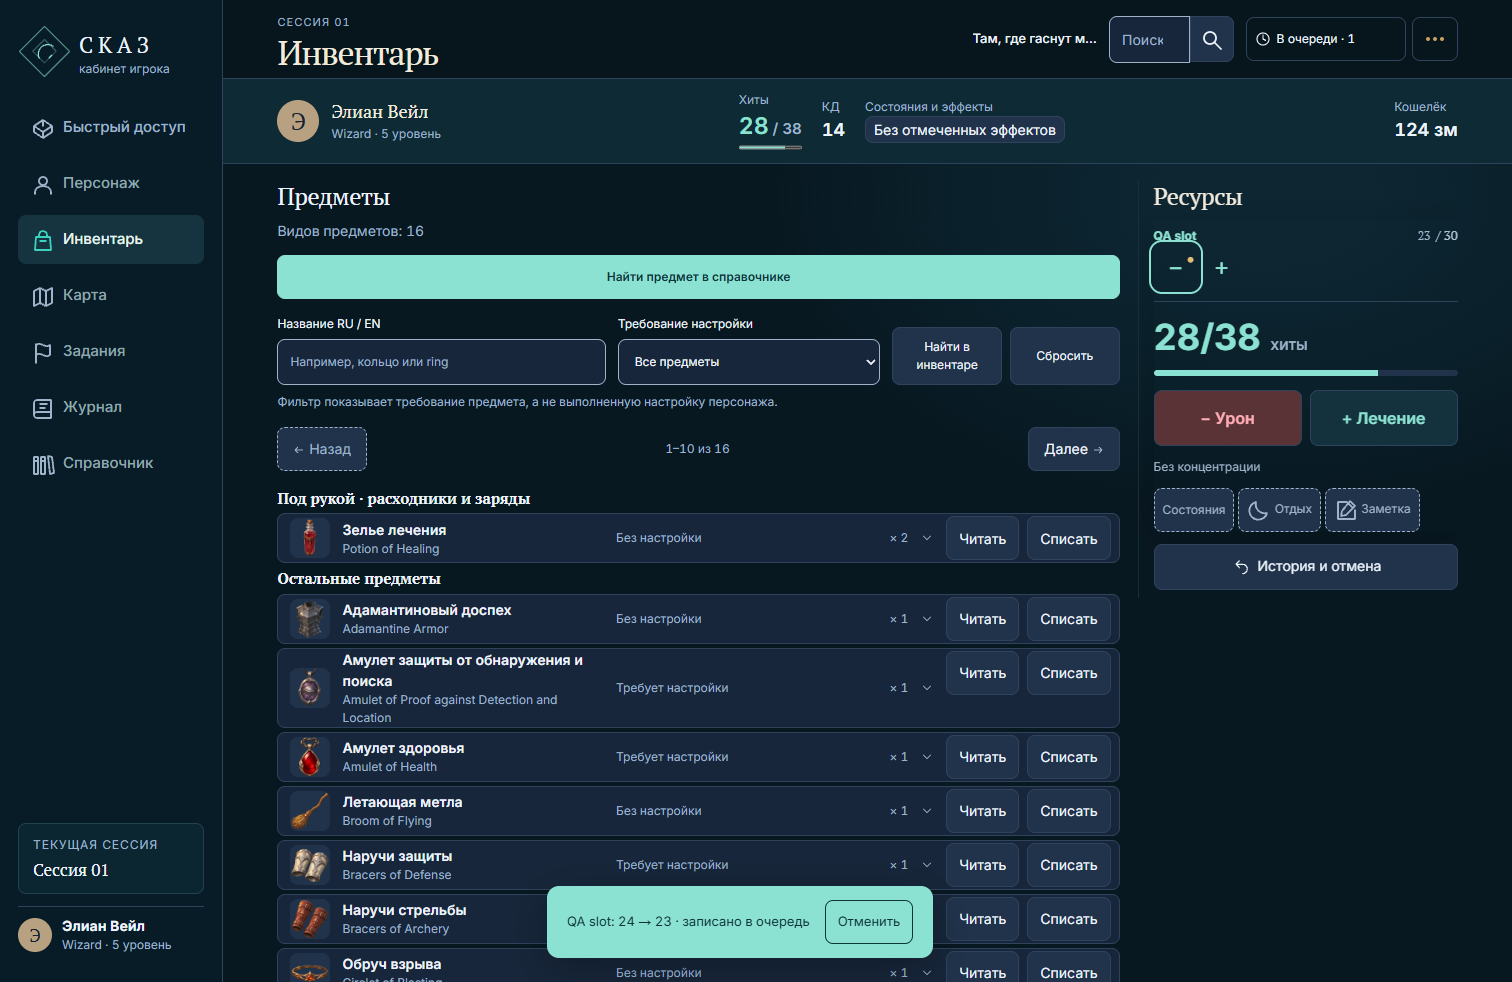 СКАЗ
кабинет игрока
Быстрый доступ
Персонаж
Инвентарь
Карта
Задания
Журнал
Справочник
ТЕКУЩАЯ СЕССИЯ
Сессия 01
Э
Элиан Вейл
Wizard · 5 уровень
СЕССИЯ 01
Инвентарь
Там, где гаснут м...
Поиск
В очереди · 1
Э
Элиан Вейл
Wizard · 5 уровень
Хиты
28 / 38
КД
14
Состояния и эффекты
Без отмеченных эффектов
Кошелёк
124 зм
Предметы
Видов предметов: 16
Найти предмет в справочнике
Название RU / EN
Например, кольцо или ring
Требование настройки
Все предметы
Найти в
инвентаре
Сбросить
Фильтр показывает требование предмета, а не выполненную настройку персонажа.
← Назад
1–10 из 16
Далее →
Под рукой · расходники и заряды
Зелье лечения
Potion of Healing
Без настройки
× 2
Читать
Списать
Остальные предметы
Адамантиновый доспех
Adamantine Armor
Без настройки
× 1
Читать
Списать
Амулет защиты от обнаружения и
поиска
Amulet of Proof against Detection and
Location
Требует настройки
× 1
Читать
Списать
Амулет здоровья
Amulet of Health
Требует настройки
× 1
Читать
Списать
Летающая метла
Broom of Flying
Без настройки
× 1
Читать
Списать
Наручи защиты
Bracers of Defense
Требует настройки
× 1
Читать
Списать
Наручи стрельбы
Bracers of Archery
Читать
Списать
Обруч взрыва
Circlet of Blasting
Без настройки
× 1
Читать
Списать
QA slot: 24 → 23 · записано в очередь
Отменить
Ресурсы
QA slot
23 / 30
−
+
28/38 хиты
− Урон
+ Лечение
Без концентрации
Состояния
Отдых
Заметка
История и отмена